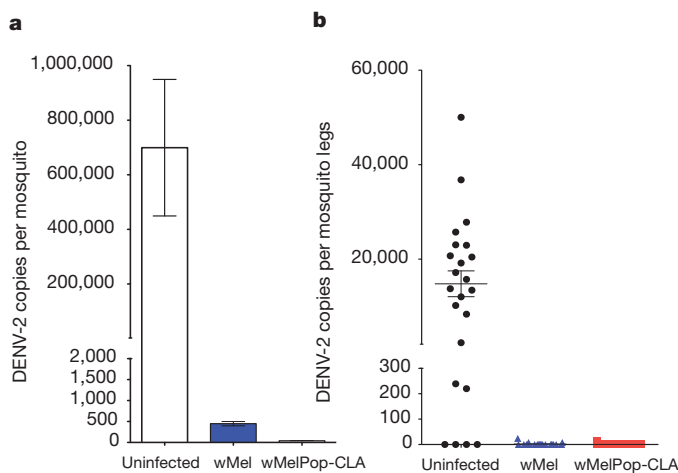 a
DENV-2 copies per mosquito
1,000,000
800,000
600,000
400,000
200,000
2,000
1,500
1,000
500
0
Uninfected wMel wMelPop-CLA
b
DENV-2 copies per mosquito legs
60,000
40,000
20,000
300
200
100
0
Uninfected wMel wMelPop-CLA